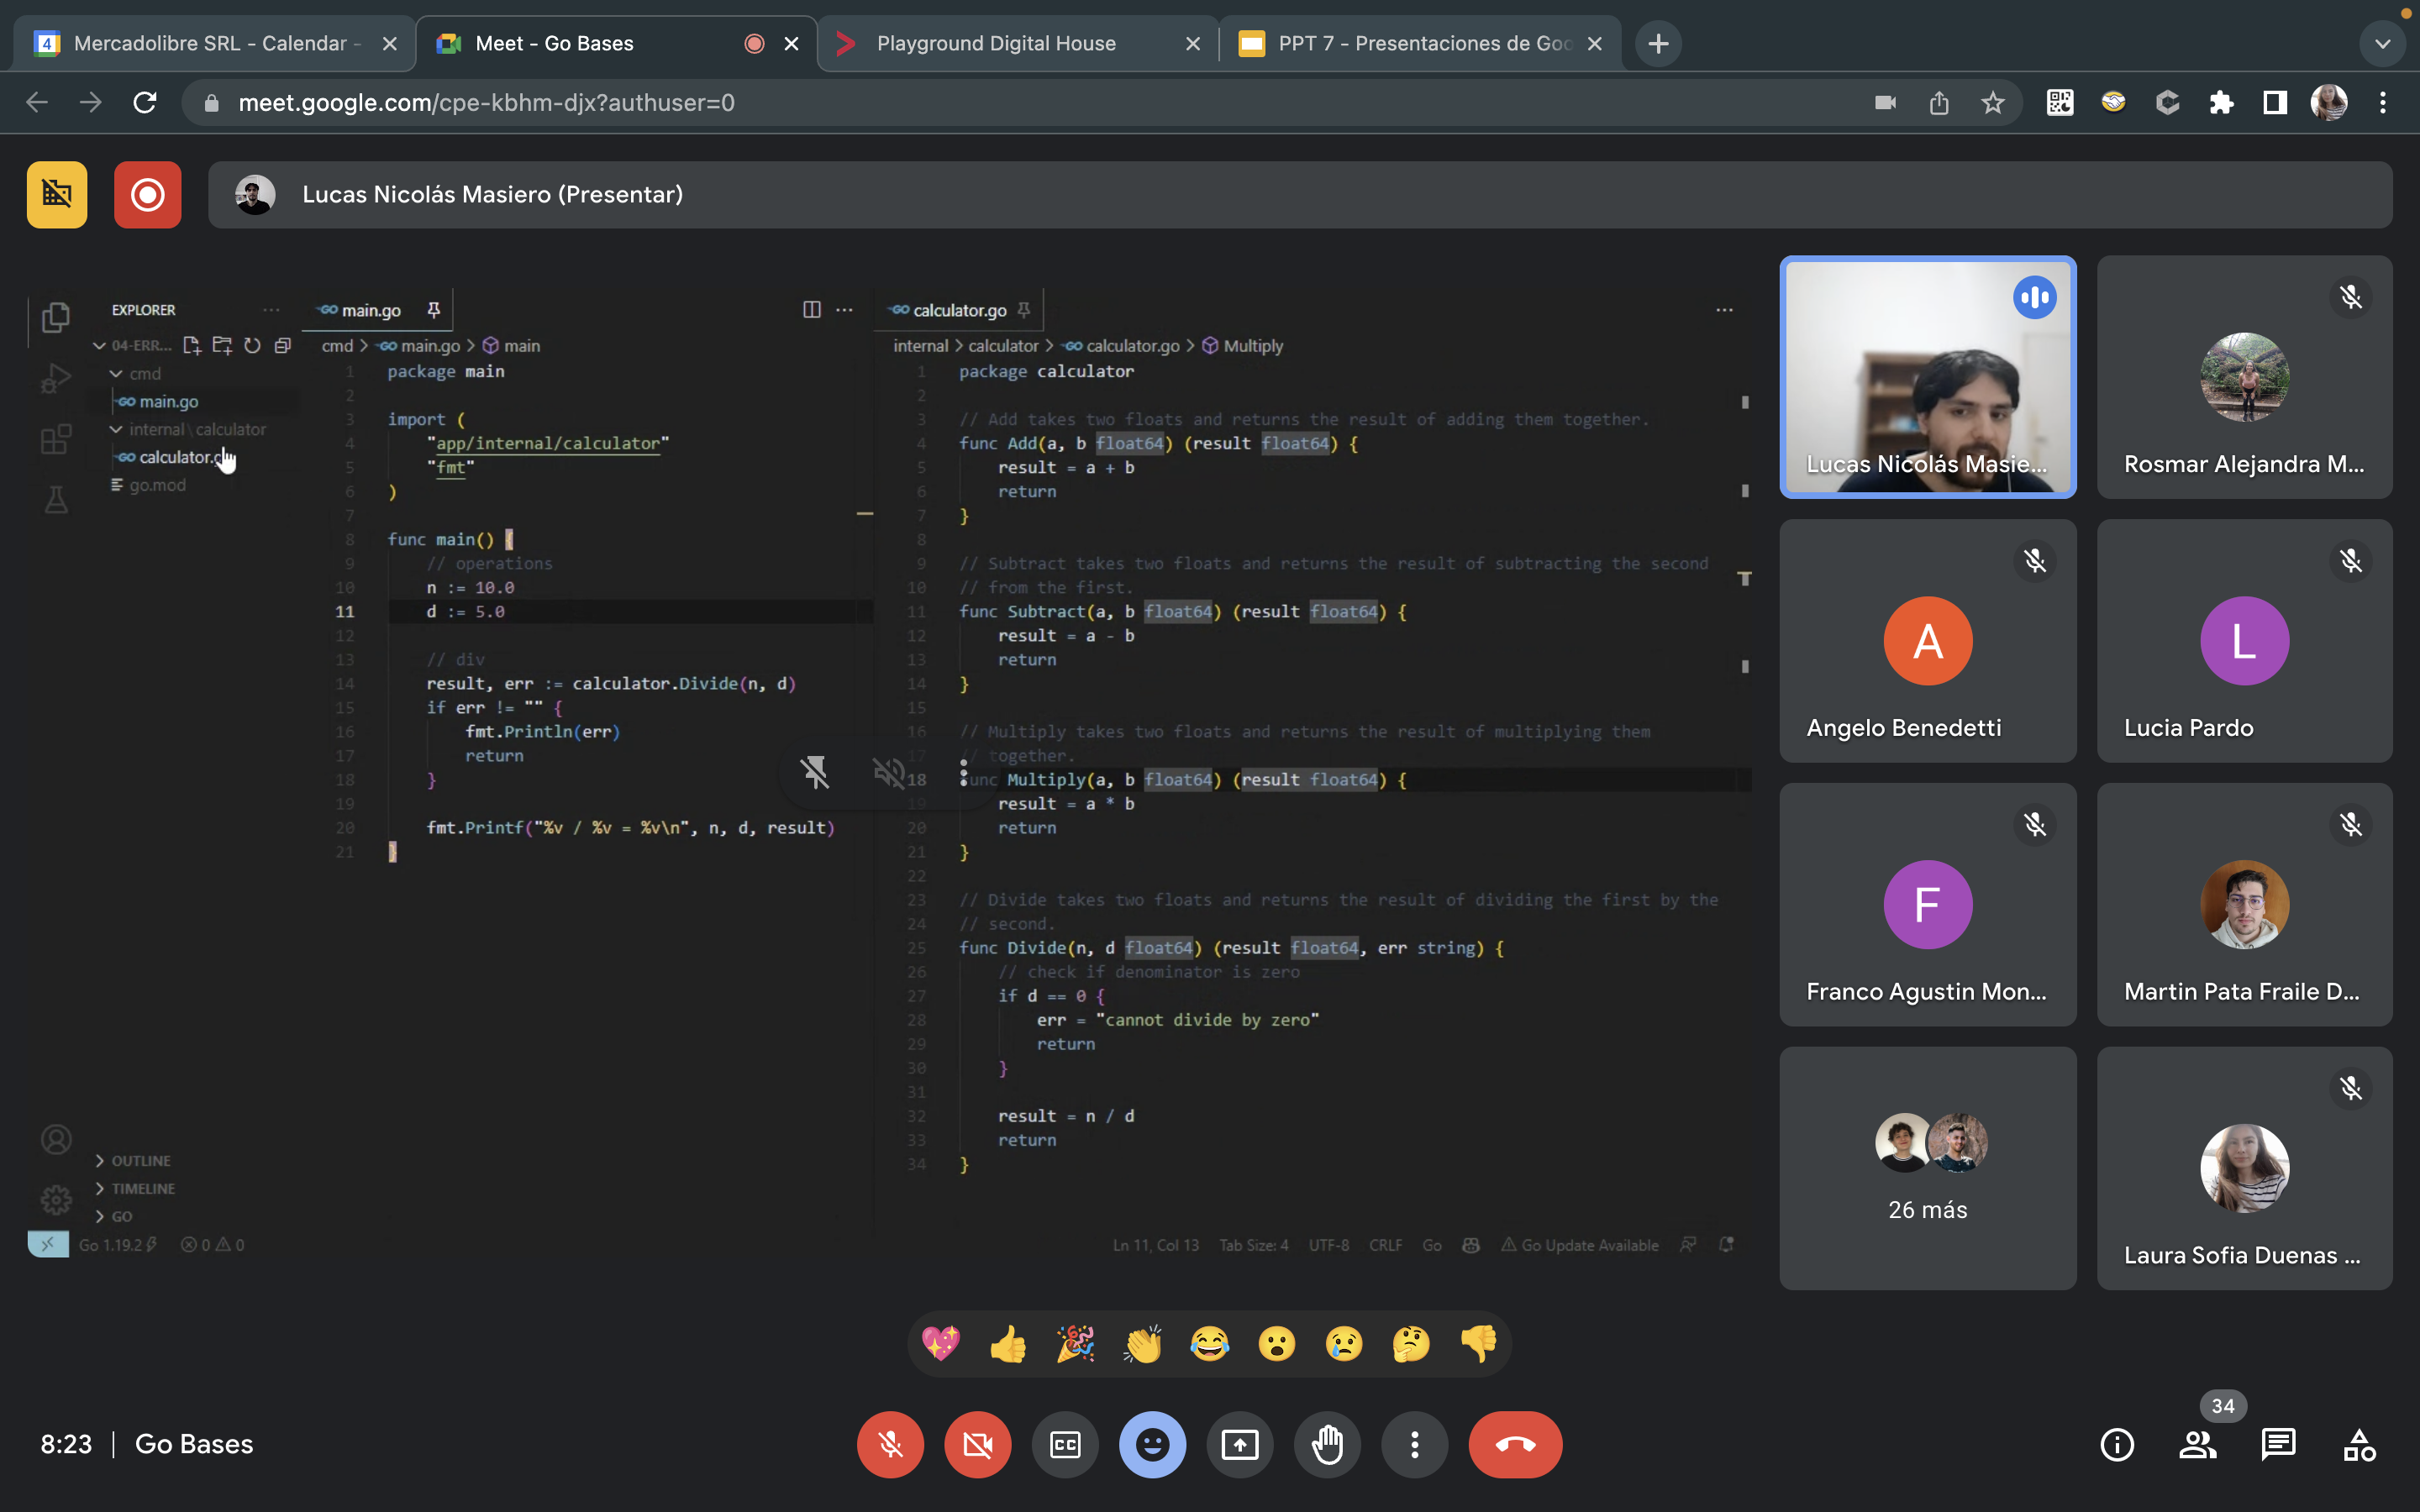 Mercadolibre SRL - Calendar -
Meet - Go Bases
Playground Digital House
PPT 7 - Presentaciones de Goo
meet.google.com/cpe-kbhm-djx?authuser=0
Lucas Nicolás Masiero (Presentar)
EXPLORER
04-ERR...
cmd
main.go
internal \ calculator
calculator.g
go.mod
OUTLINE
TIMELINE
GO
main.go
cmd > main.go > main
1 package main
2
3 import (
4 "app/internal/calculator"
5 "fmt"
6 )
7
8 func main() {
9 // operations
10 n := 10.0
11 d := 5.0
12
13 // div
14 result, err := calculator.Divide(n, d)
15 if err != "" {
16 fmt.Println(err)
17 return
18 }
19
20 fmt.Printf("%v / %v = %v\n", n, d, result)
21 }
calculator.go
internal > calculator > calculator.go > Multiply
1 package calculator
2
3 // Add takes two floats and returns the result of adding them together.
4 func Add(a, b float64) (result float64) {
5 result = a + b
6 return
7 }
8
9 // Subtract takes two floats and returns the result of subtracting the second
10 // from the first.
11 func Subtract(a, b float64) (result float64) {
12 result = a - b
13 return
14 }
15
16 // Multiply takes two floats and returns the result of multiplying them
17 // together.
18 func Multiply(a, b float64) (result float64) {
19 result = a * b
20 return
21 }
22
23 // Divide takes two floats and returns the result of dividing the first by the
24 // second.
25 func Divide(n, d float64) (result float64, err string) {
26 // check if denominator is zero
27 if d == 0 {
28 err = "cannot divide by zero"
29 return
30 }
31
32 result = n / d
33 return
34 }
Go 1.19.2 0 0
Ln 11, Col 13 Tab Size: 4 UTF-8 CRLF Go Go Update Available
Lucas Nicolás Masie...
Rosmar Alejandra M...
A
Angelo Benedetti
L
Lucia Pardo
F
Franco Agustin Mon...
Martin Pata Fraile D...
26 más
Laura Sofia Duenas ...
8:23 | Go Bases
CC
34